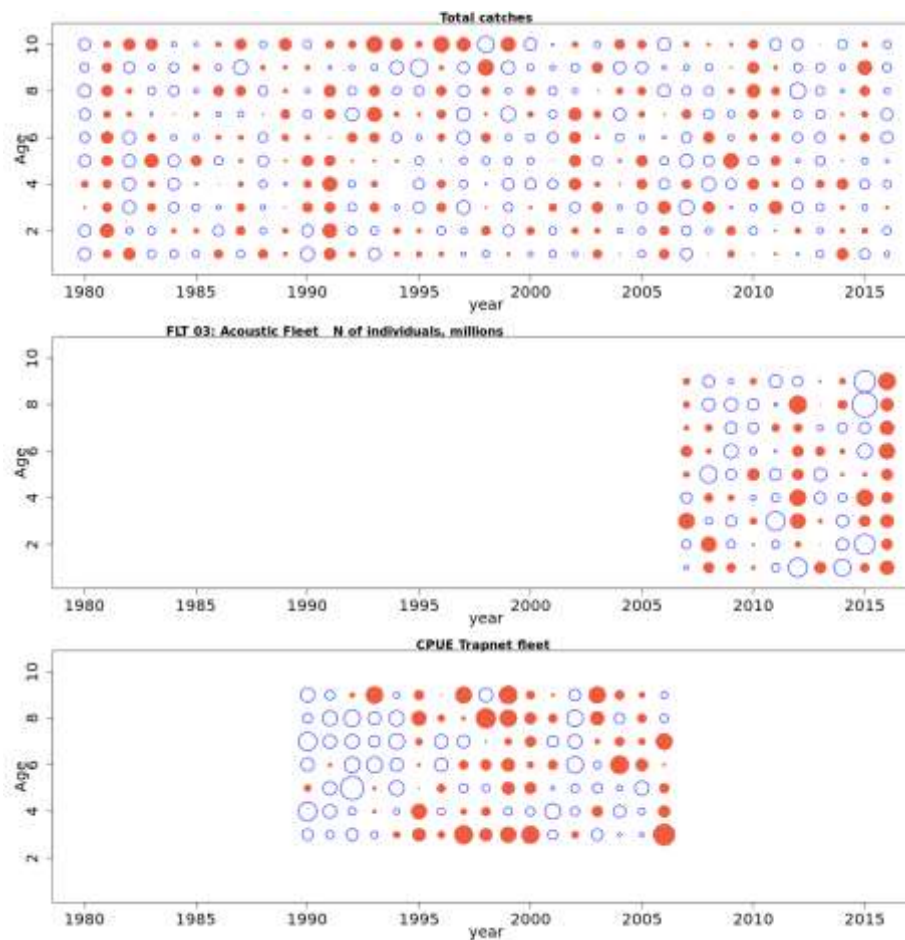 Total catches
Age
10
8
6
4
2
1980 1985 1990 1995 2000 2005 2010 2015
year
FLT 03: Acoustic Fleet N of individuals, millions
Age
10
8
6
4
2
1980 1985 1990 1995 2000 2005 2010 2015
year
CPUE Trapnet fleet
Age
10
8
6
4
2
1980 1985 1990 1995 2000 2005 2010 2015
year